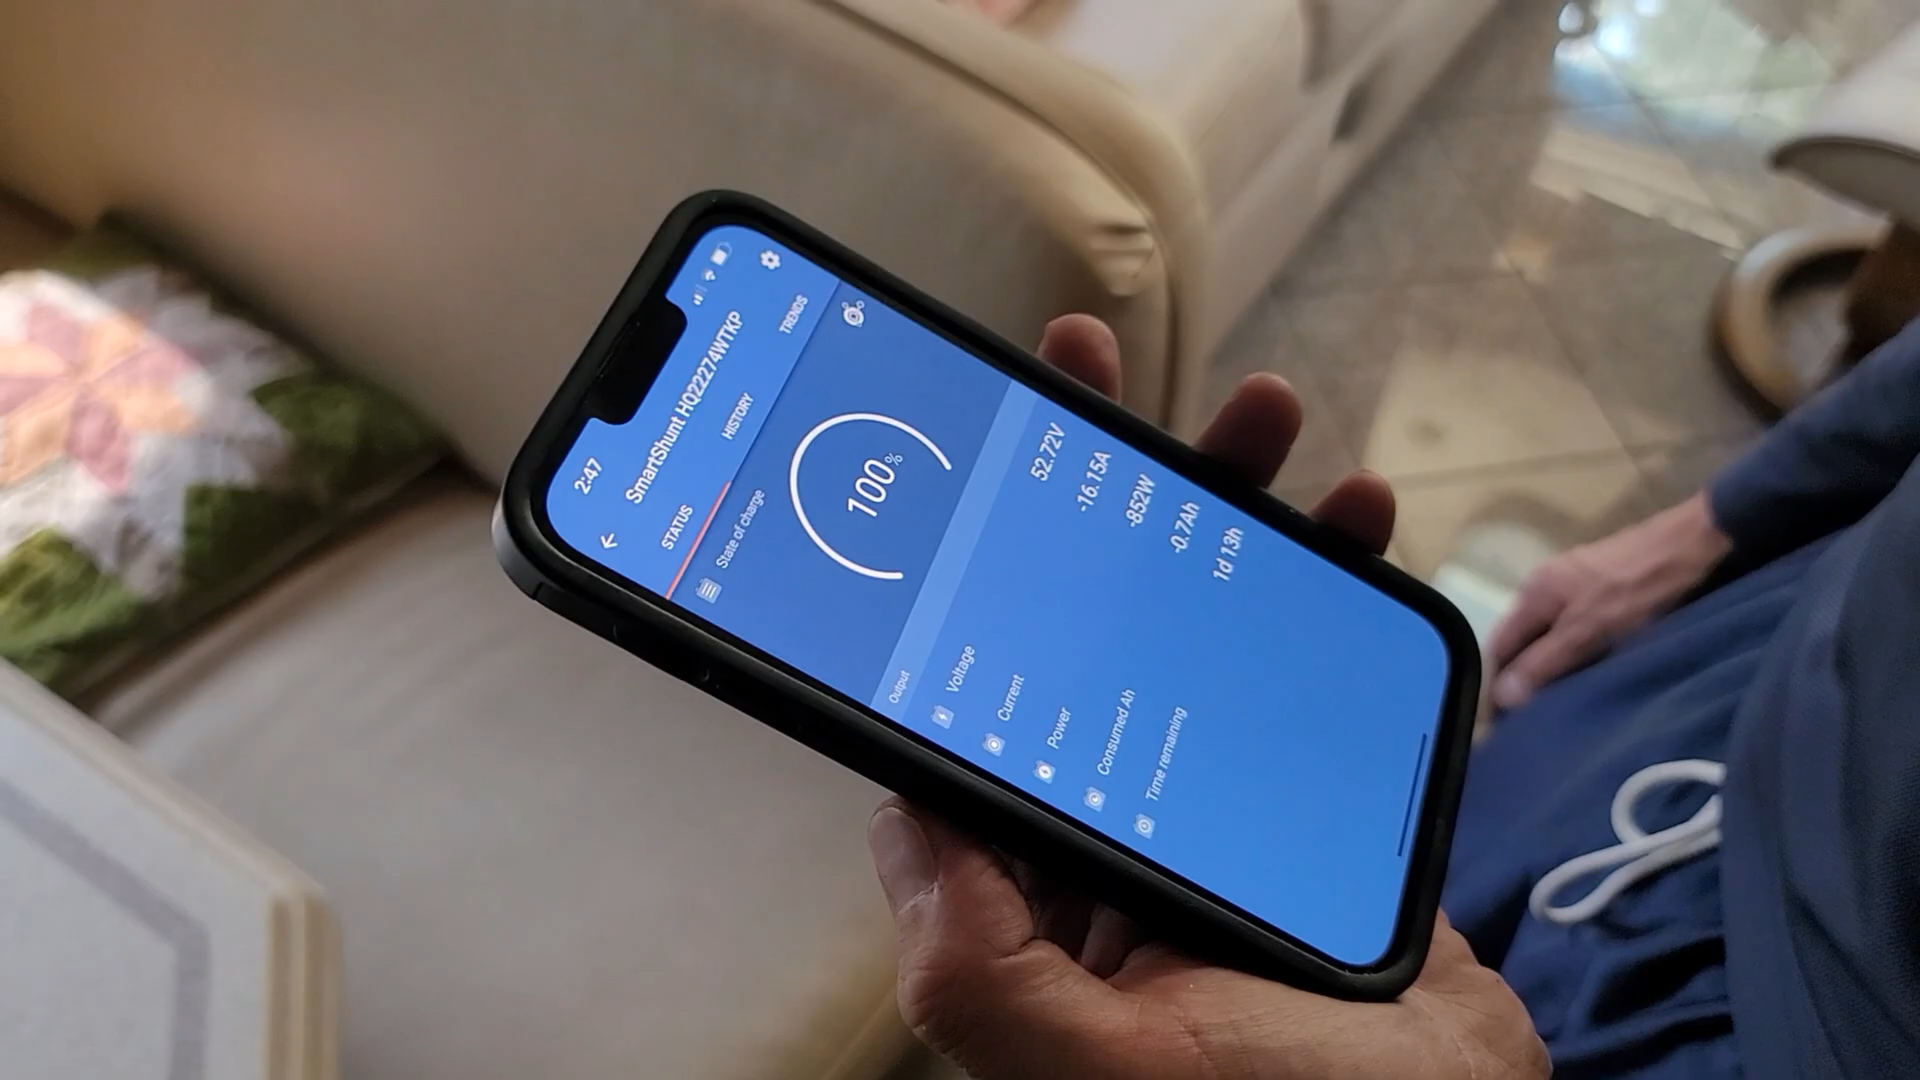 2:47
SmartShunt HQ22274WTKP
STATUS HISTORY TRENDS
State of charge
100%
Output
Voltage 52.72V
Current -16.15A
Power -852W
Consumed Ah -0.7Ah
Time remaining 1d 13h